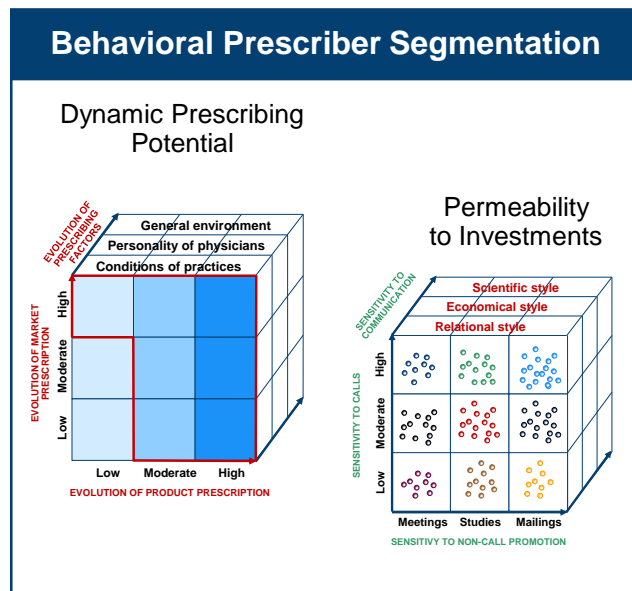 Behavioral Prescriber Segmentation
Dynamic Prescribing
Potential
EVOLUTION OF
PRESCRIBING
FACTORS
General environment
Personality of physicians
Conditions of practices
EVOLUTION OF MARKET
PRESCRIPTION
High
Moderate
Low
Low Moderate High
EVOLUTION OF PRODUCT PRESCRIPTION
Permeability
to Investments
SENSITIVITY TO
COMMUNICATION
Scientific style
Economical style
Relational style
SENSITIVITY TO CALLS
High
Moderate
Low
Meetings Studies Mailings
SENSITIVY TO NON-CALL PROMOTION